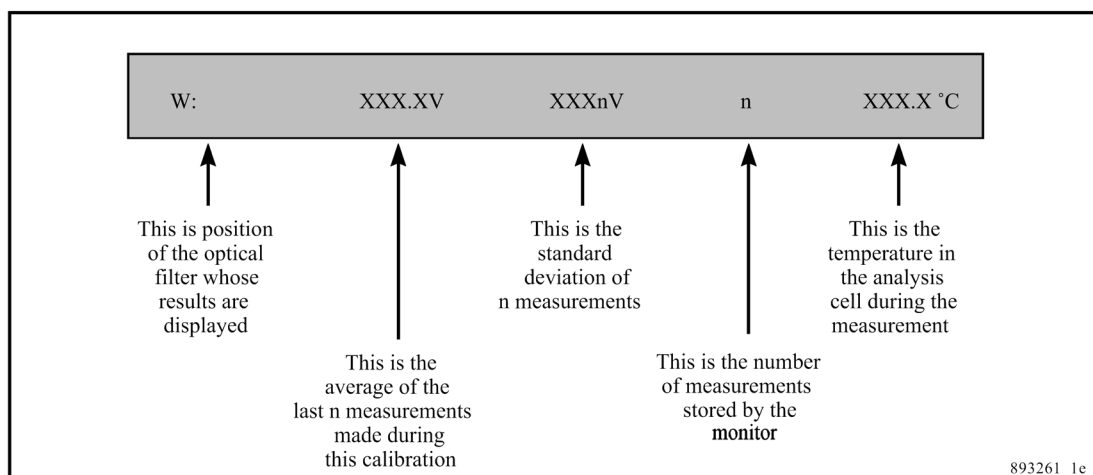 W: XXX.XV XXXnV n XXX.X °C
This is position
of the optical
filter whose
results are
displayed
This is the
average of the
last n measurements
made during
this calibration
This is the
standard
deviation of
n measurements
This is the number
of measurements
stored by the
monitor
This is the
temperature in
the analysis
cell during the
measurement
893261 1e